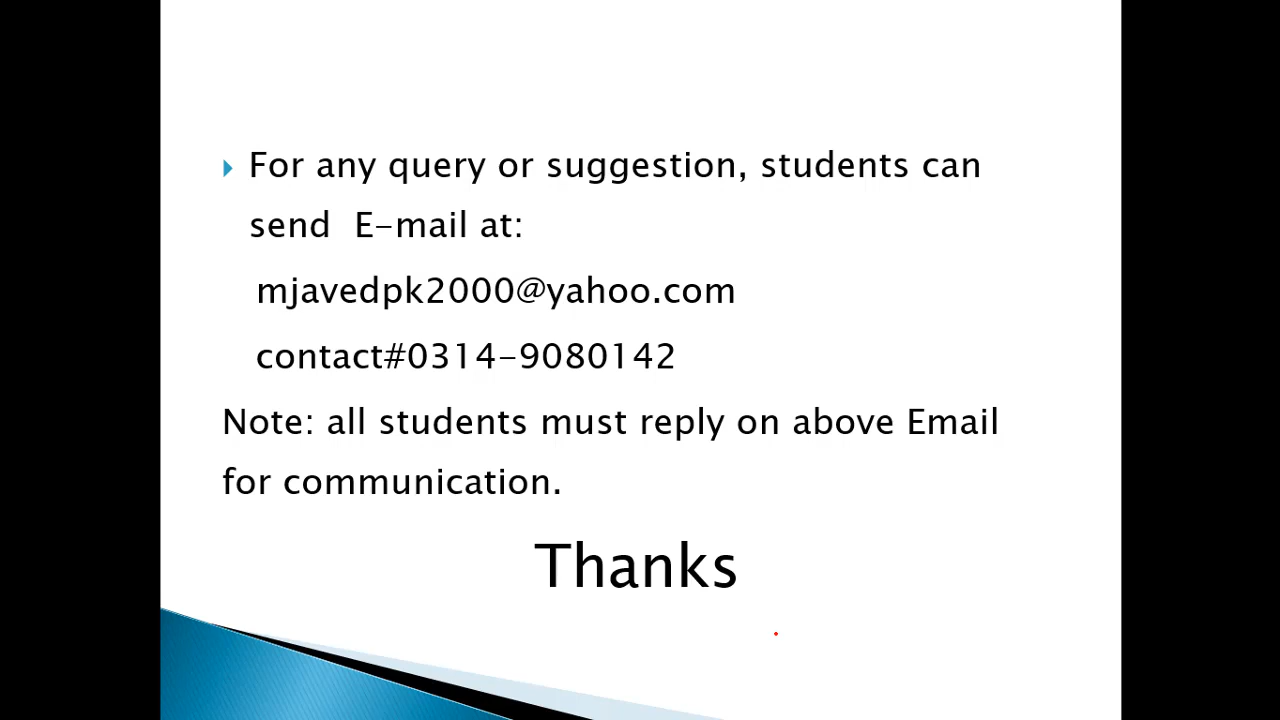 For any query or suggestion, students can
send E-mail at:
mjavedpk2000@yahoo.com
contact#0314-9080142
Note: all students must reply on above Email
for communication.
Thanks